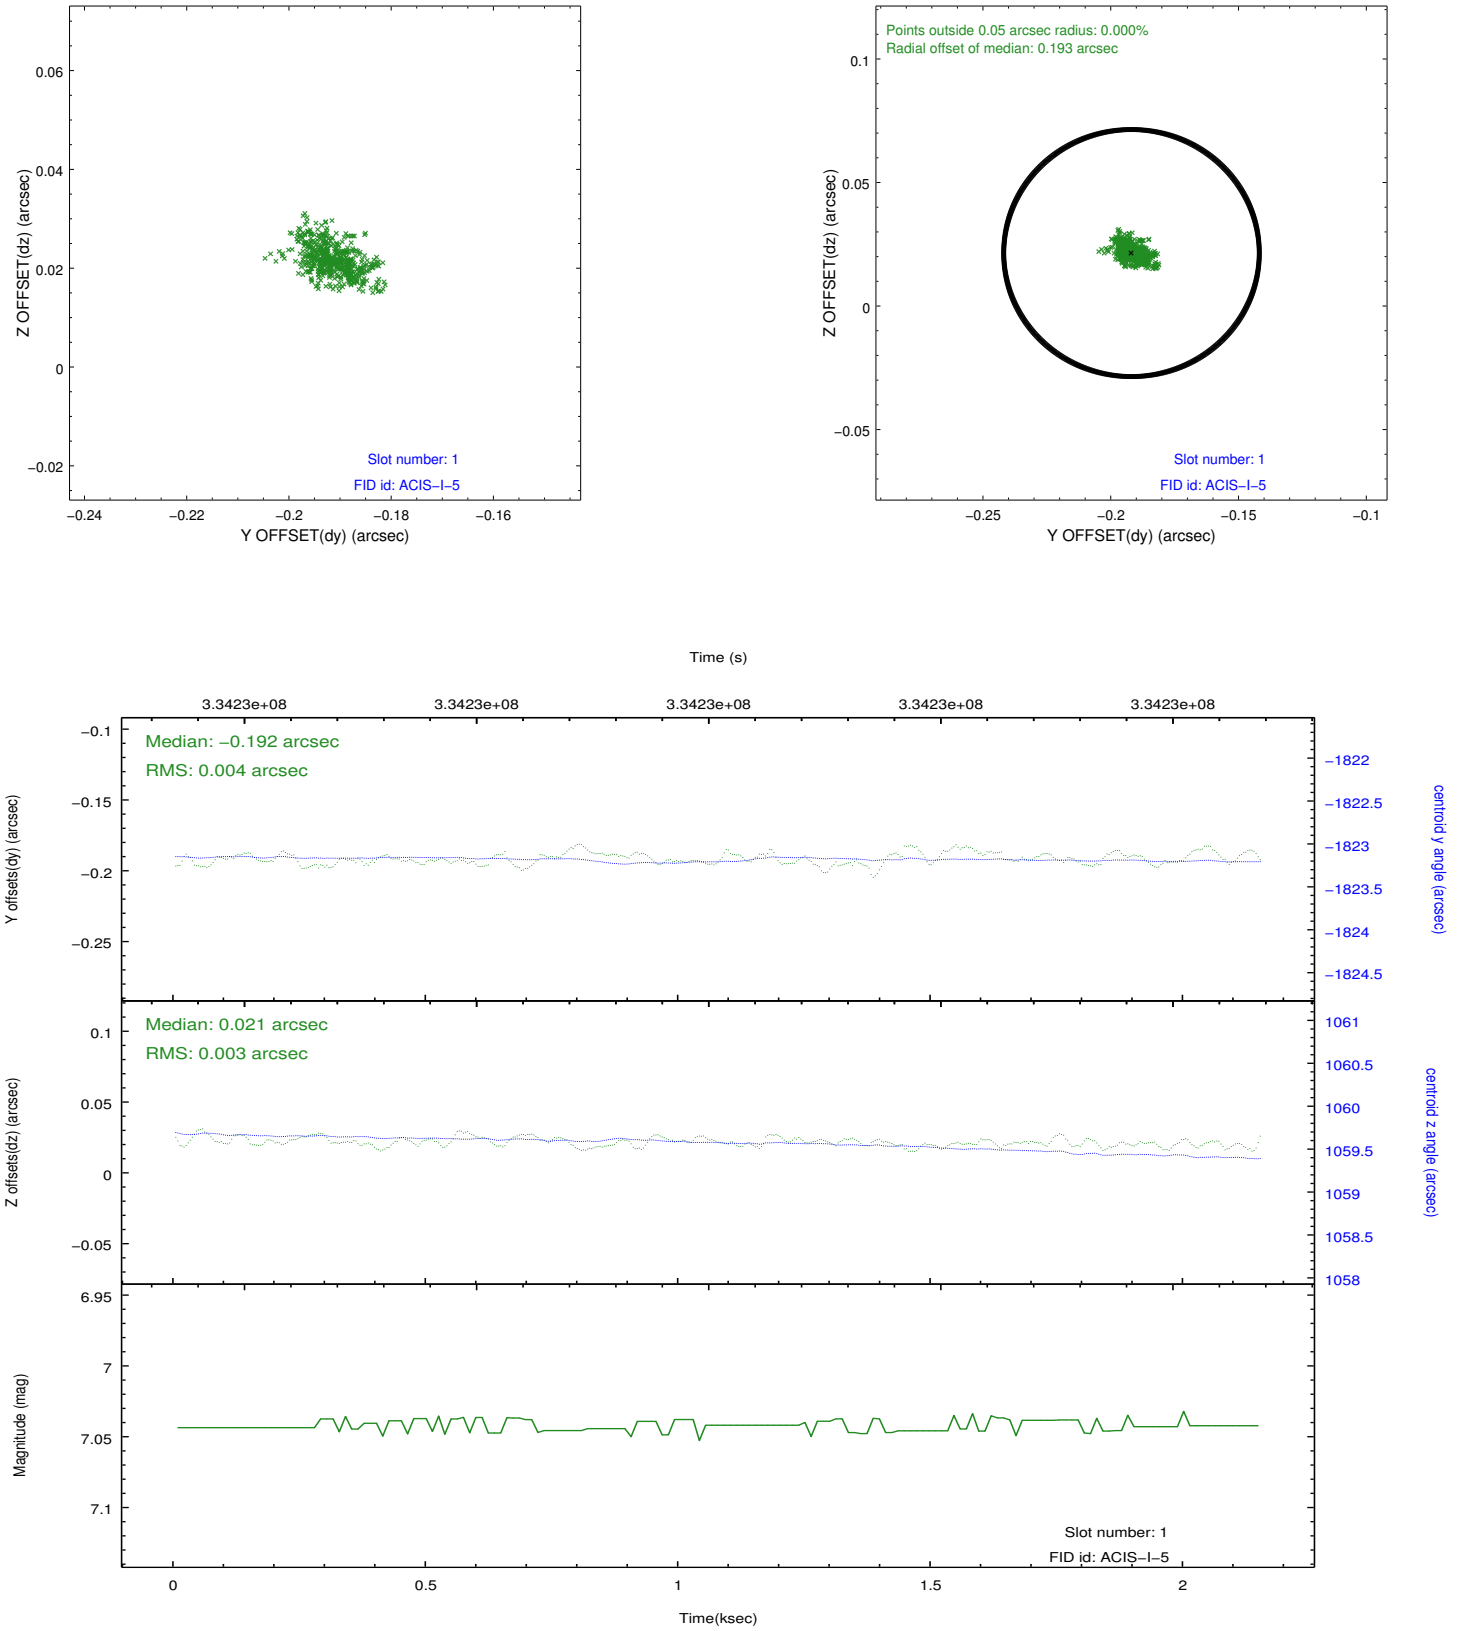 0.06
0.04
0.02
0
−0.02
Z OFFSET(dz) (arcsec)
Slot number: 1
FID id: ACIS−I−5
−0.24
−0.22
−0.2
−0.18
−0.16
Y OFFSET(dy) (arcsec)
Points outside 0.05 arcsec radius: 0.000%
Radial offset of median: 0.193 arcsec
0.1
0.05
0
−0.05
Z OFFSET(dz) (arcsec)
Slot number: 1
FID id: ACIS−I−5
−0.25
−0.2
−0.15
−0.1
Y OFFSET(dy) (arcsec)
Time (s)
3.3423e+08
3.3423e+08
3.3423e+08
3.3423e+08
3.3423e+08
Median: −0.192 arcsec
RMS: 0.004 arcsec
−0.1
−0.15
−0.2
−0.25
Y offsets(dy) (arcsec)
−1822
−1822.5
−1823
−1823.5
−1824
−1824.5
centroid y angle (arcsec)
Median: 0.021 arcsec
RMS: 0.003 arcsec
0.1
0.05
0
−0.05
Z offsets(dz) (arcsec)
1061
1060.5
1060
1059.5
1059
1058.5
1058
centroid z angle (arcsec)
6.95
7
7.05
7.1
Magnitude (mag)
Slot number: 1
FID id: ACIS−I−5
0
0.5
1
1.5
2
Time(ksec)